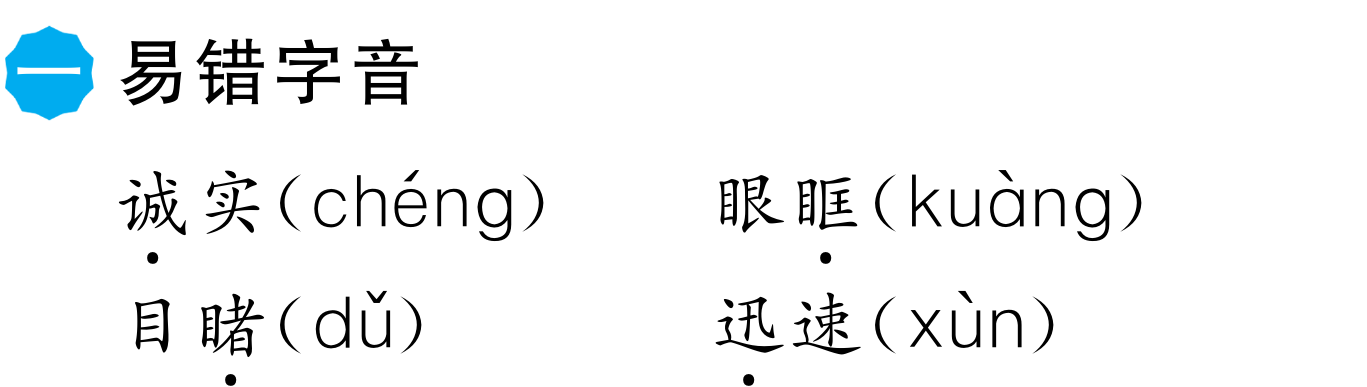 一 易错字音
诚实(chéng) 眼眶(kuàng)
目睹(dǔ) 迅速(xùn)